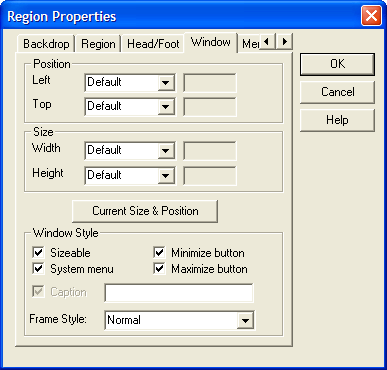 Region Properties
Backdrop Region Head/Foot Window
Position
Left Default
Top Default
Size
Width Default
Height Default
Current Size & Position
Window Style
Sizeable Minimize button
System menu Maximize button
Caption
Frame Style: Normal
OK
Cancel
Help